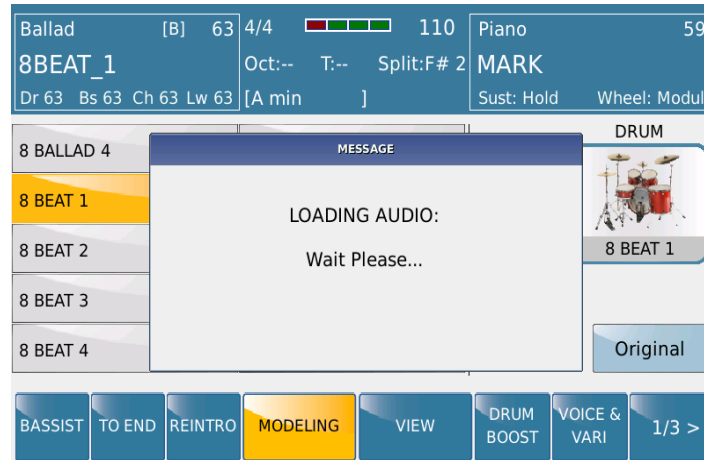 Ballad [B] 63
8BEAT_1
Dr 63 Bs 63 Ch 63 Lw 63
4/4 110
Oct:-- T:-- Split:F# 2
[A min ]
Piano 59
MARK
Sust: Hold Wheel: Modul
8 BALLAD 4
8 BEAT 1
8 BEAT 2
8 BEAT 3
8 BEAT 4
MESSAGE
LOADING AUDIO:
Wait Please...
DRUM
8 BEAT 1
Original
BASSIST
TO END
REINTRO
MODELING
VIEW
DRUM
BOOST
VOICE &
VARI
1/3 >